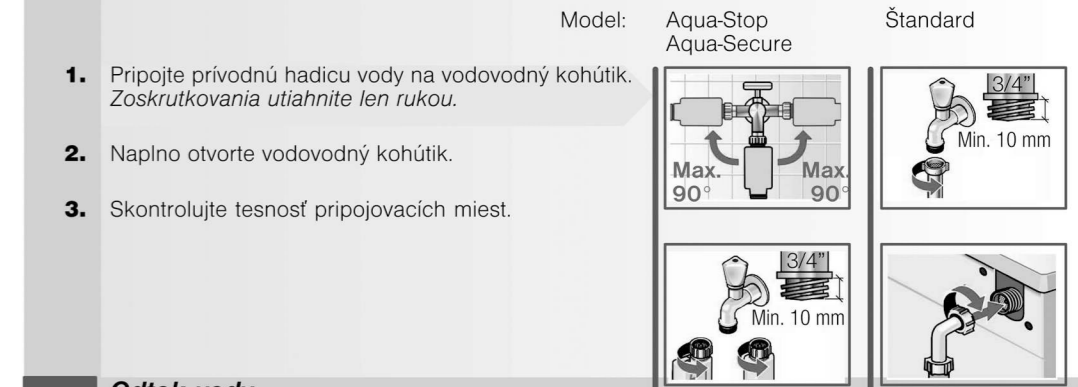 Model: Aqua-Stop Štandard
Aqua-Secure
1. Pripojte prívodnú hadicu vody na vodovodný kohútik.
Zoskrutkovania utiahnite len rukou.
2. Naplno otvorte vodovodný kohútik.
3. Skontrolujte tesnosť pripojovacích miest.
Max. 90°
Max. 90°
3/4"
Min. 10 mm
3/4"
Min. 10 mm
Odtok vody